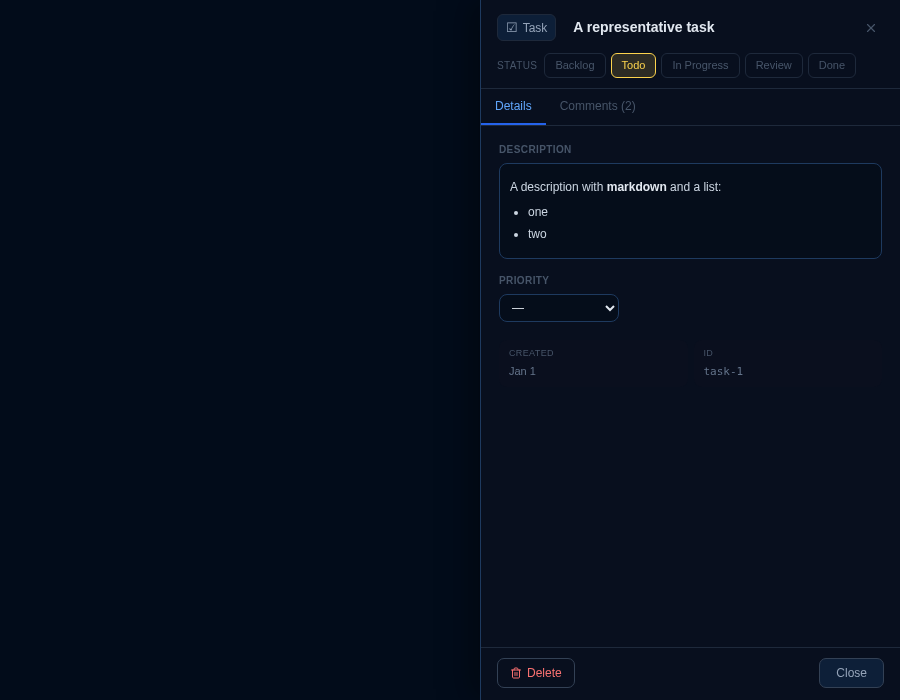 ☑ Task A representative task ×
STATUS Backlog Todo In Progress Review Done
Details Comments (2)
DESCRIPTION
A description with markdown and a list:
• one
• two
PRIORITY
—
CREATED ID
Jan 1 task-1
Delete Close